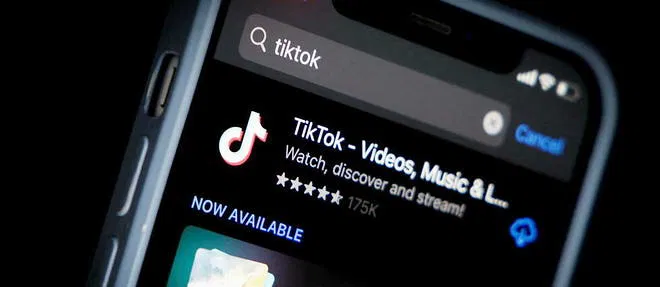 tiktok
Cancel
TikTok - Videos, Music & L...
Watch, discover and stream!
175K
NOW AVAILABLE